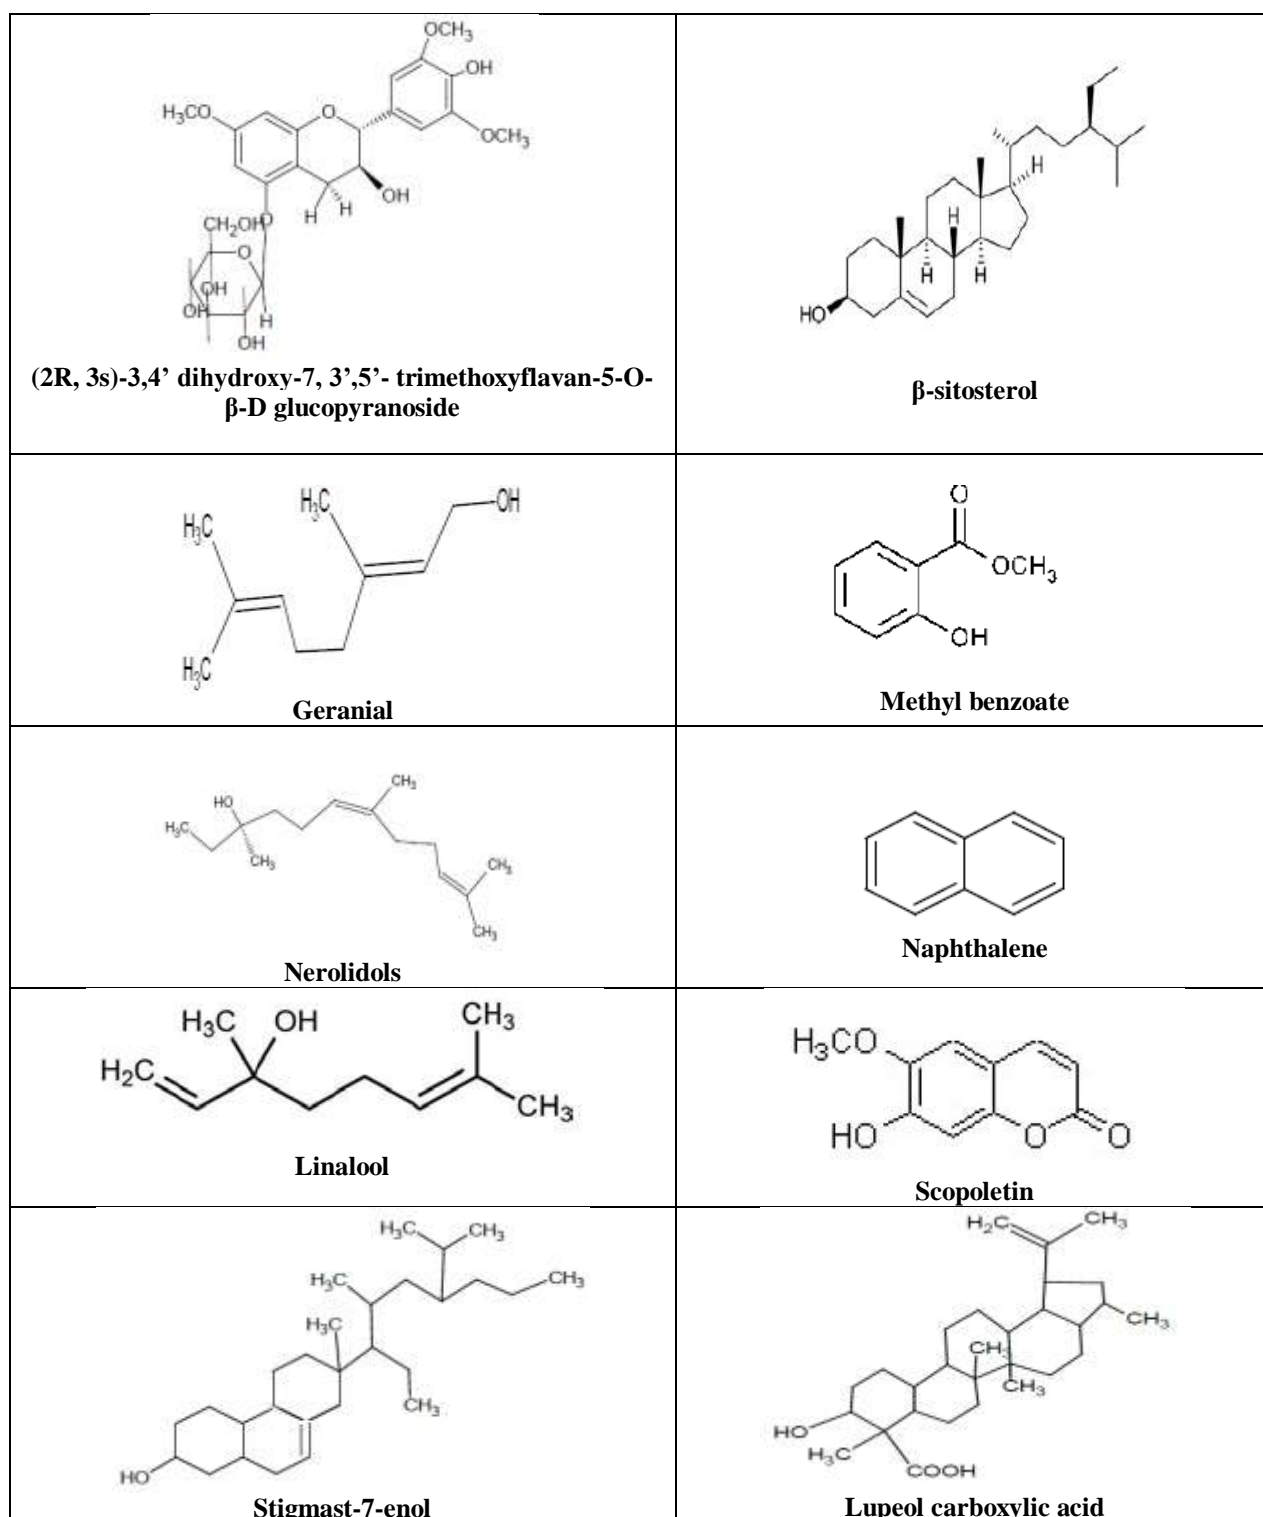 OCH₃
OH
H₃CO
O
OCH₃
OH
H H
O
CH₂OH
O
OH
OH
H
OH
(2R, 3s)-3,4’ dihydroxy-7, 3’,5’- trimethoxyflavan-5-O-
β-D glucopyranoside
H
H
H
H
HO
β-sitosterol
H₃C
OH
H₃C
H₃C
Geranial
O
OCH₃
OH
Methyl benzoate
CH₃
HO
H₃C
CH₃
CH₃
CH₃
Nerolidols
Naphthalene
H₃C OH
CH₃
H₂C
CH₃
Linalool
H₃CO
HO
O
O
Scopoletin
H₃C CH₃
H₃C
CH₃
H₃C
CH₃
HO
Stigmast-7-enol
H₂C
CH₃
CH₃
CH₃
CH₃
HO
H₃C
COOH
Lupeol carboxylic acid